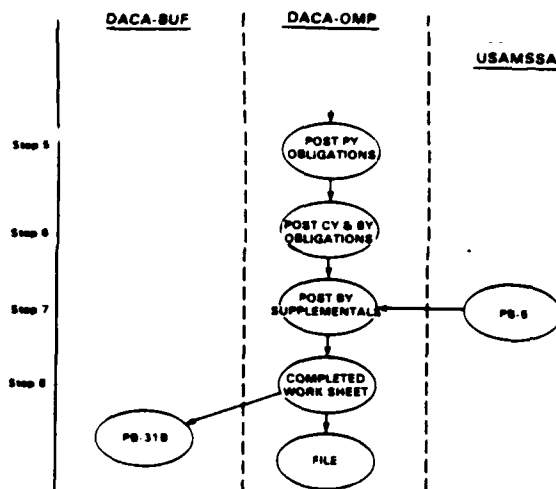 DACA-BUF
DACA-OMP
USAMSSA
Step 5
POST PY
OBLIGATIONS
Step 6
POST CY & BY
OBLIGATIONS
Step 7
POST BY
SUPPLEMENTALS
PB-6
Step 8
COMPLETED
WORK SHEET
PB-31B
FILE